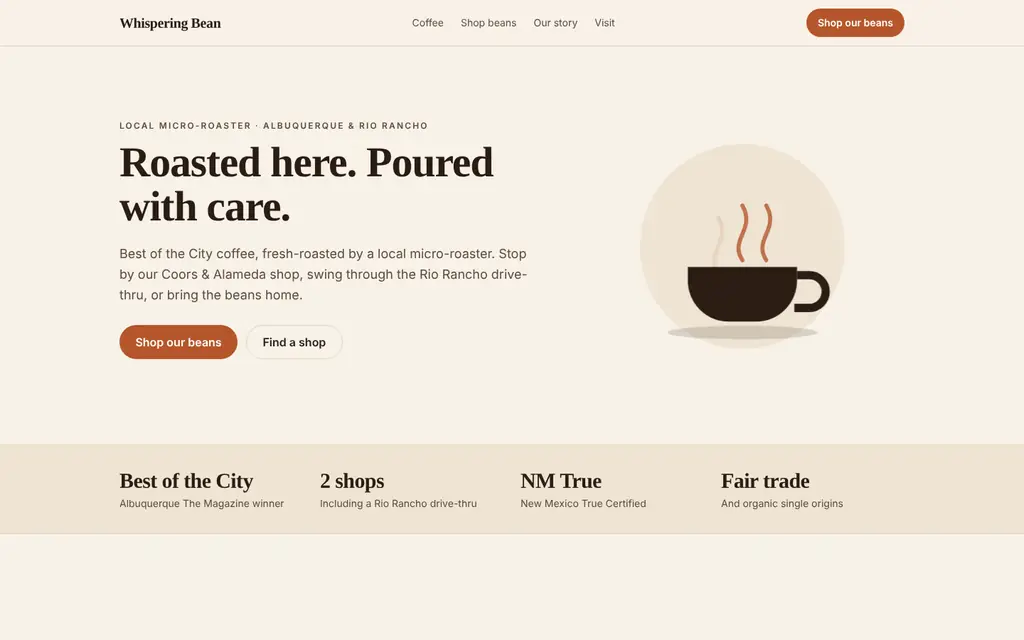 Whispering Bean
Coffee
Shop beans
Our story
Visit
Shop our beans
LOCAL MICRO-ROASTER · ALBUQUERQUE & RIO RANCHO
Roasted here. Poured
with care.
Best of the City coffee, fresh-roasted by a local micro-roaster. Stop
by our Coors & Alameda shop, swing through the Rio Rancho drive-
thru, or bring the beans home.
Shop our beans
Find a shop
Best of the City
Albuquerque The Magazine winner
2 shops
Including a Rio Rancho drive-thru
NM True
New Mexico True Certified
Fair trade
And organic single origins